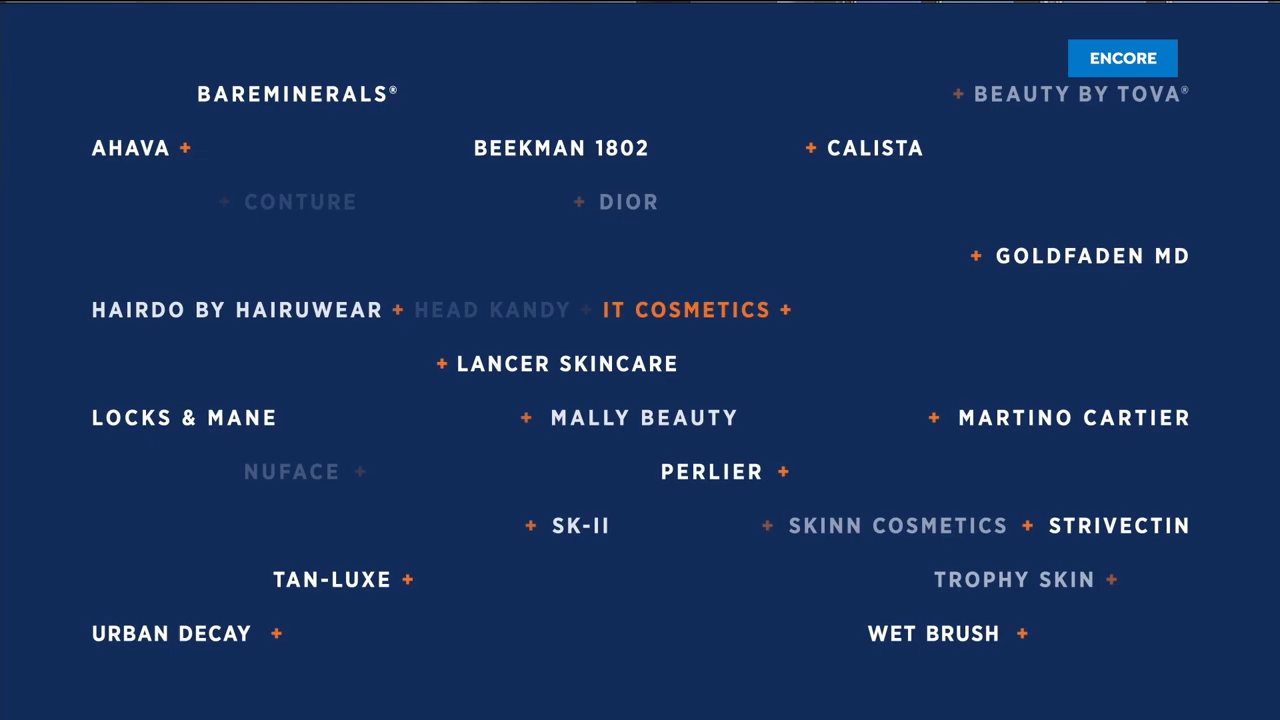 ENCORE
BAREMINERALS® + BEAUTY BY TOVA®
AHAVA + BEEKMAN 1802 + CALISTA
+ CONTURE + DIOR
+ GOLDFADEN MD
HAIRDO BY HAIRUWEAR + HEAD KANDY + IT COSMETICS +
+ LANCER SKINCARE
LOCKS & MANE + MALLY BEAUTY + MARTINO CARTIER
NUFACE + PERLIER +
+ SK-II + SKINN COSMETICS + STRIVECTIN
TAN-LUXE + TROPHY SKIN +
URBAN DECAY + WET BRUSH +